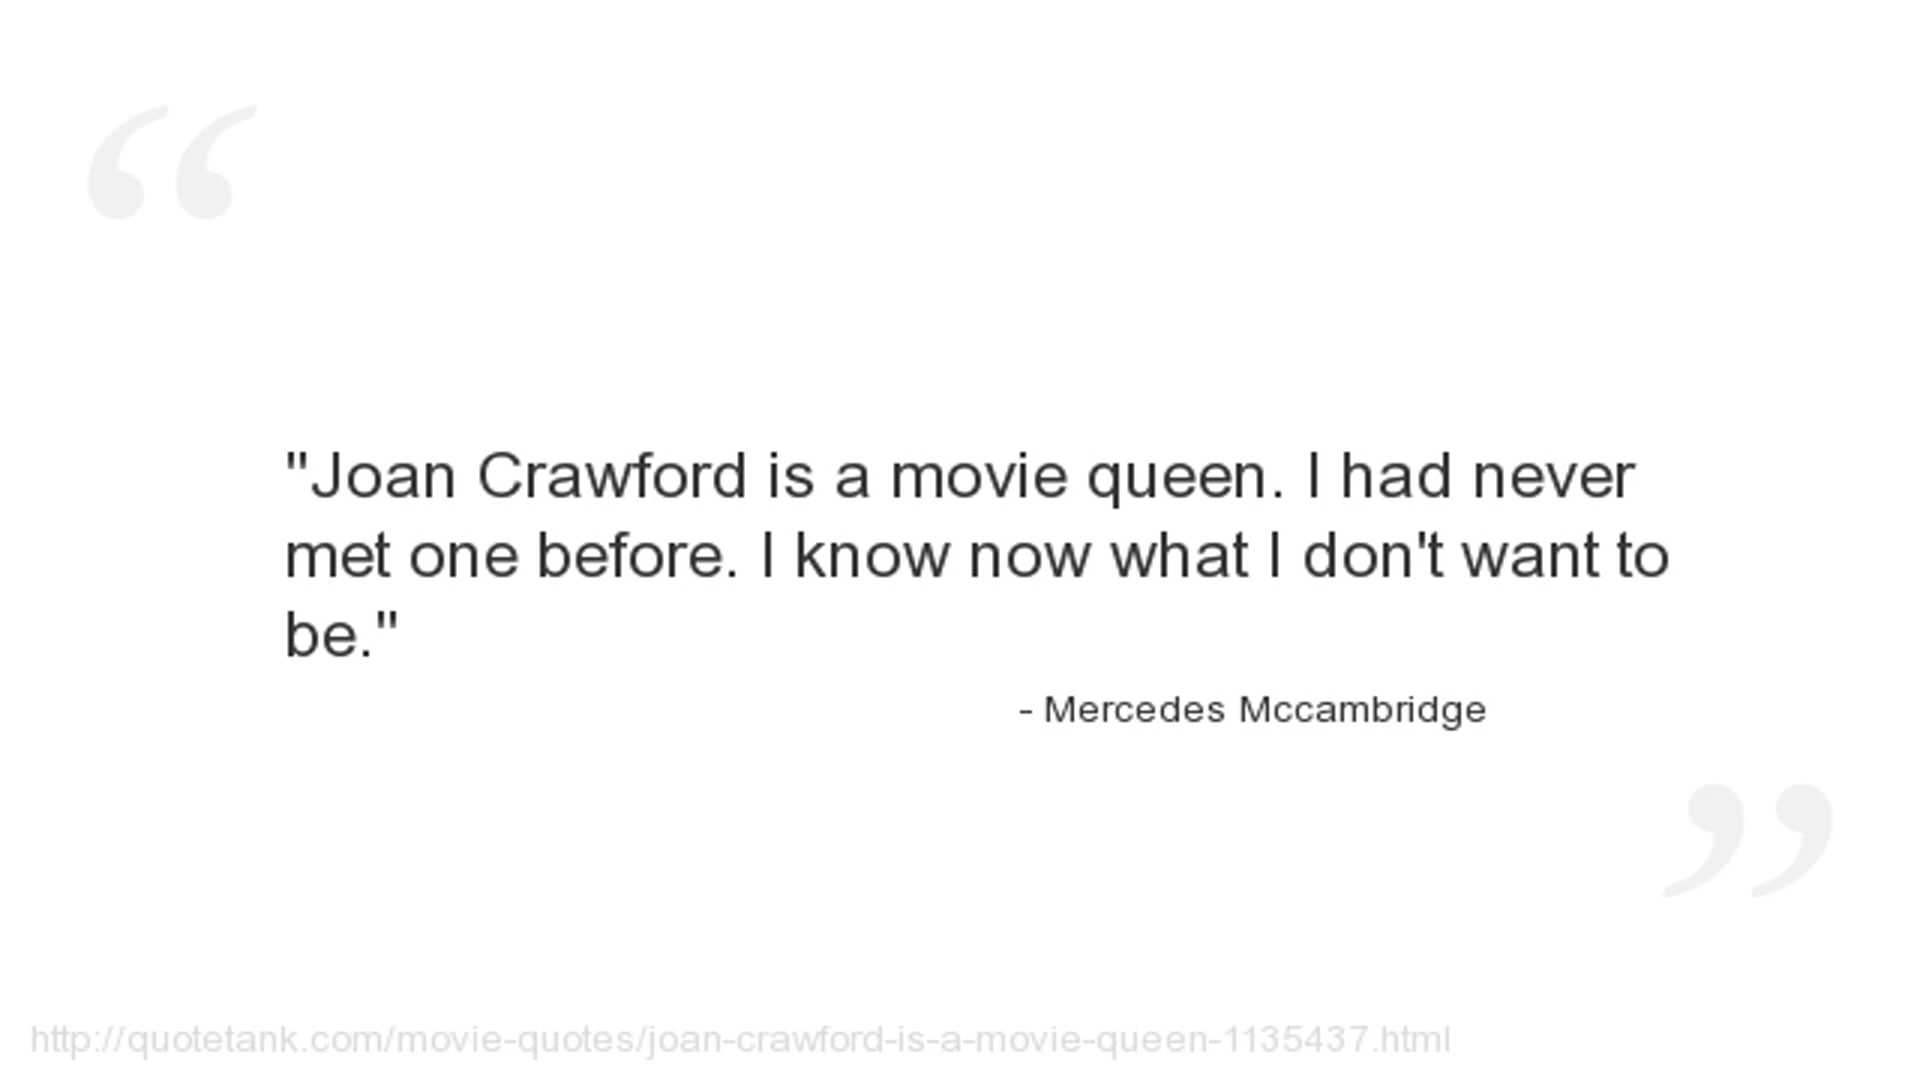 "Joan Crawford is a movie queen. I had never
met one before. I know now what I don't want to
be."
- Mercedes Mccambridge
http://quotetank.com/movie-quotes/joan-crawford-is-a-movie-queen-1135437.html